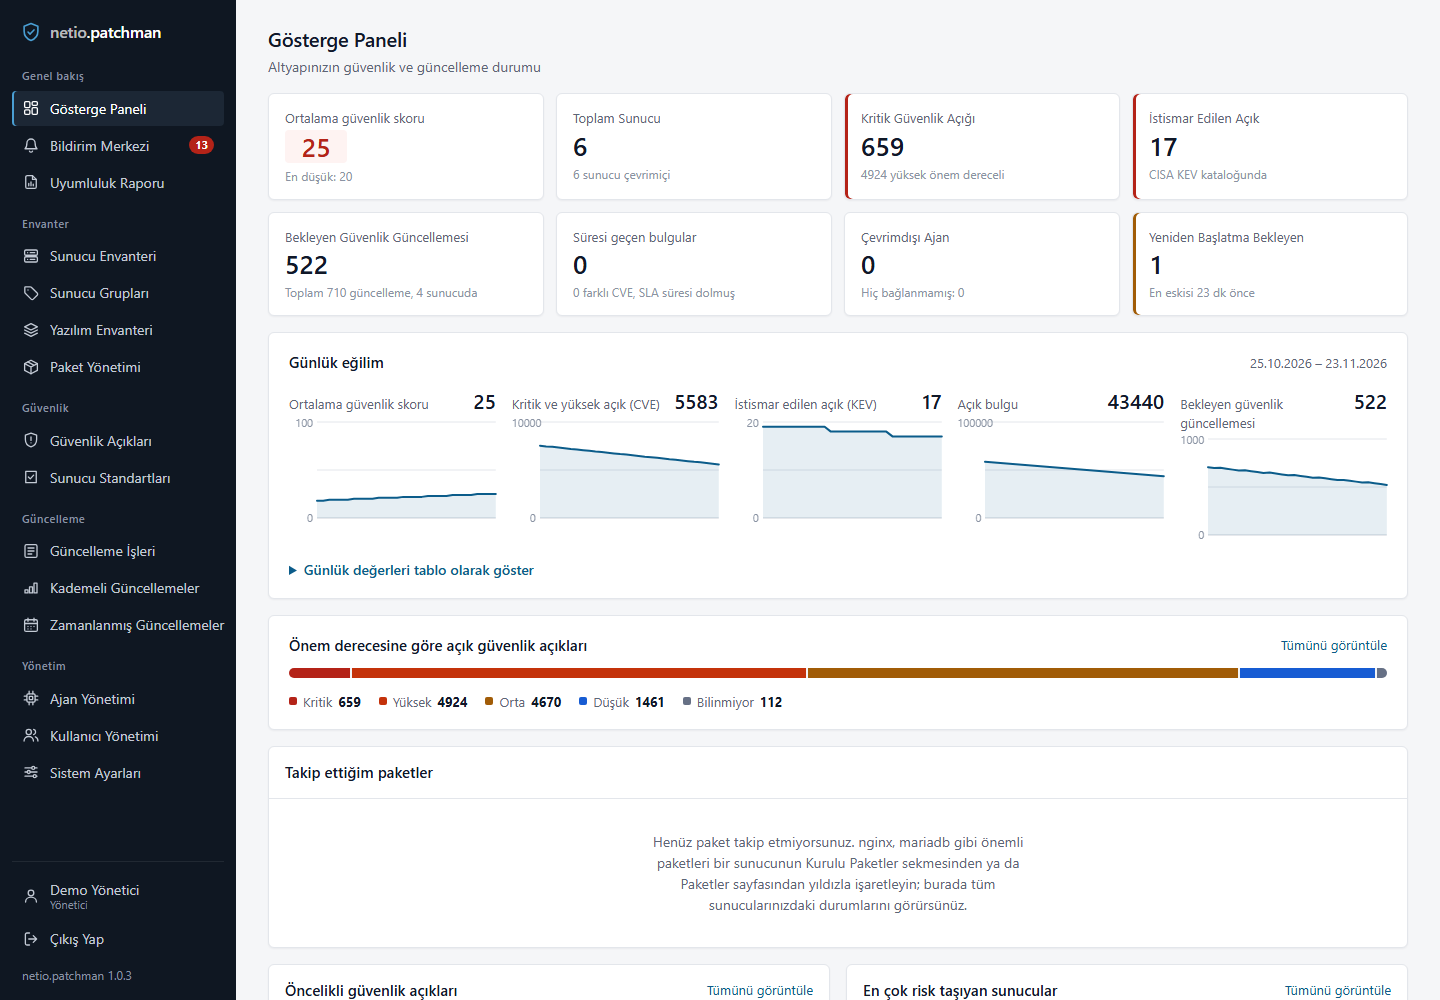 netio.patchman
Genel bakış
Gösterge Paneli
Bildirim Merkezi 13
Uyumluluk Raporu
Envanter
Sunucu Envanteri
Sunucu Grupları
Yazılım Envanteri
Paket Yönetimi
Güvenlik
Güvenlik Açıkları
Sunucu Standartları
Güncelleme
Güncelleme İşleri
Kademeli Güncellemeler
Zamanlanmış Güncellemeler
Yönetim
Ajan Yönetimi
Kullanıcı Yönetimi
Sistem Ayarları
Demo Yönetici
Yönetici
Çıkış Yap
netio.patchman 1.0.3
Gösterge Paneli
Altyapınızın güvenlik ve güncelleme durumu
Ortalama güvenlik skoru
25
En düşük: 20
Toplam Sunucu
6
6 sunucu çevrimiçi
Kritik Güvenlik Açığı
659
4924 yüksek önem dereceli
İstismar Edilen Açık
17
CISA KEV kataloğunda
Bekleyen Güvenlik Güncellemesi
522
Toplam 710 güncelleme, 4 sunucuda
Süresi geçen bulgular
0
0 farklı CVE, SLA süresi dolmuş
Çevrimdışı Ajan
0
Hiç bağlanmamış: 0
Yeniden Başlatma Bekleyen
1
En eskisi 23 dk önce
Günlük eğilim
25.10.2026 – 23.11.2026
Ortalama güvenlik skoru 25
100
0
Kritik ve yüksek açık (CVE) 5583
10000
0
İstismar edilen açık (KEV) 17
20
0
Açık bulgu 43440
100000
0
Bekleyen güvenlik 522
güncellemesi
1000
0
Günlük değerleri tablo olarak göster
Önem derecesine göre açık güvenlik açıkları
Tümünü görüntüle
Kritik 659 Yüksek 4924 Orta 4670 Düşük 1461 Bilinmiyor 112
Takip ettiğim paketler
Henüz paket takip etmiyorsunuz. nginx, mariadb gibi önemli
paketleri bir sunucunun Kurulu Paketler sekmesinden ya da
Paketler sayfasından yıldızla işaretleyin; burada tüm
sunucularınızdaki durumlarını görürsünüz.
Öncelikli güvenlik açıkları
Tümünü görüntüle
En çok risk taşıyan sunucular
Tümünü görüntüle